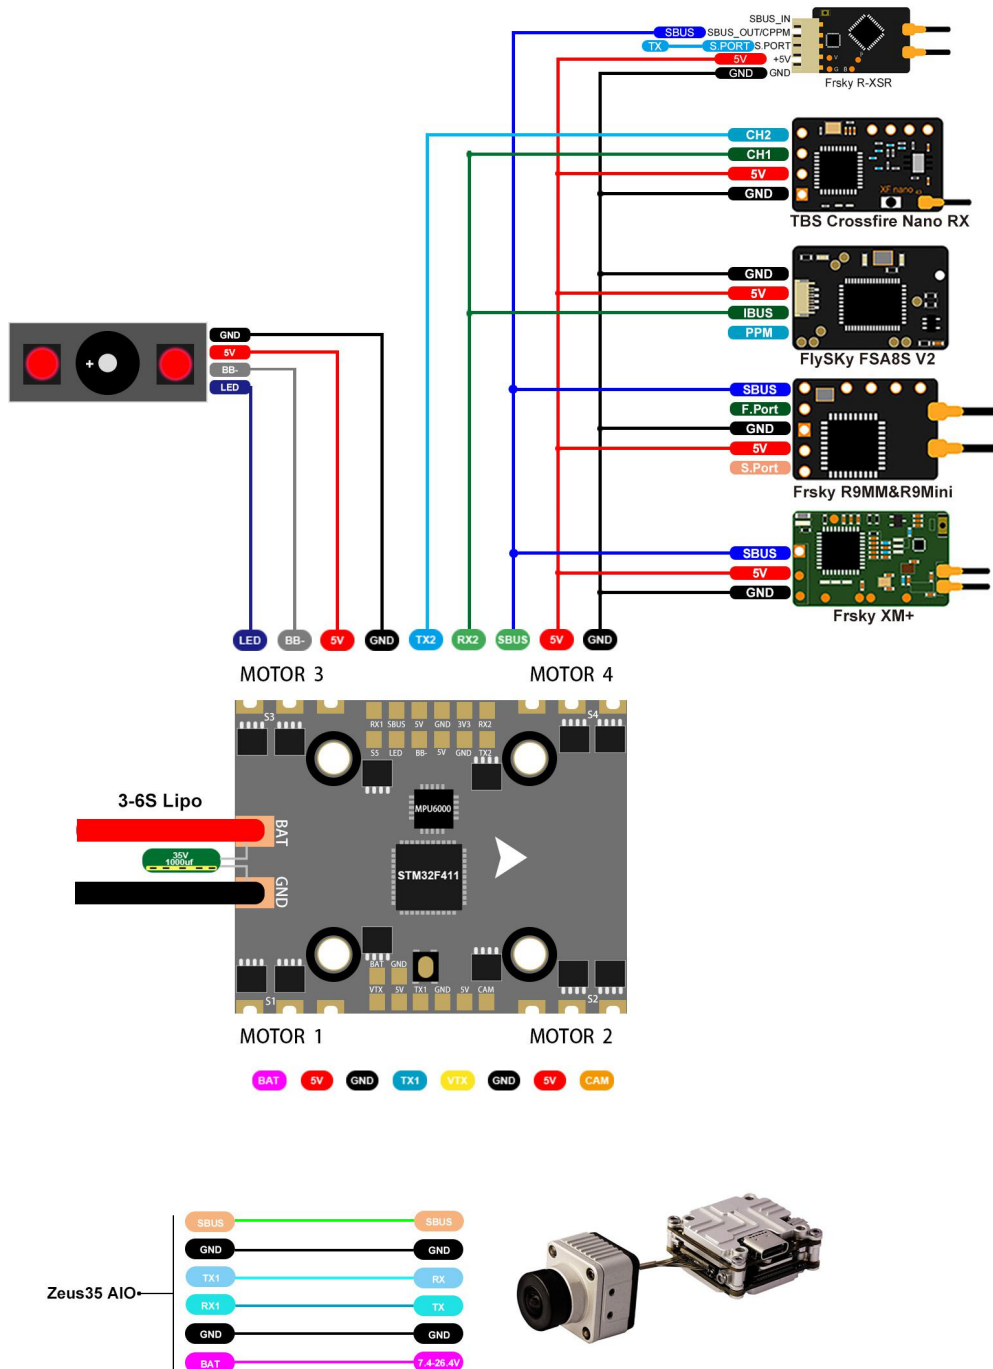 SBUS_IN
SBUS SBUS_OUT/CPPM
TX S.PORT S.PORT
5V +5V
GND GND
V
P
G B
Frsky R-XSR
CH2
CH1
5V
GND
XF nano
TBS Crossfire Nano RX
GND
5V
IBUS
PPM
FlySKy FSA8S V2
GND
5V
BB-
LED
+
SBUS
F.Port
GND
5V
S.Port
Frsky R9MM&R9Mini
SBUS
5V
GND
Frsky XM+
LED BB- 5V GND TX2 RX2 SBUS 5V GND
MOTOR 3 MOTOR 4
S3 RX1 SBUS 5V GND 3V3 RX2 S4
S5 LED BB- 5V GND TX2
MPU6000
3-6S Lipo
BAT
35V
1000uf
STM32F411
GND
BAT GND
VTX 5V TX1 GND 5V CAM
S1 S2
MOTOR 1 MOTOR 2
BAT 5V GND TX1 VTX GND 5V CAM
SBUS SBUS
GND GND
TX1 RX
Zeus35 AIO
RX1 TX
GND GND
BAT 7.4-26.4V